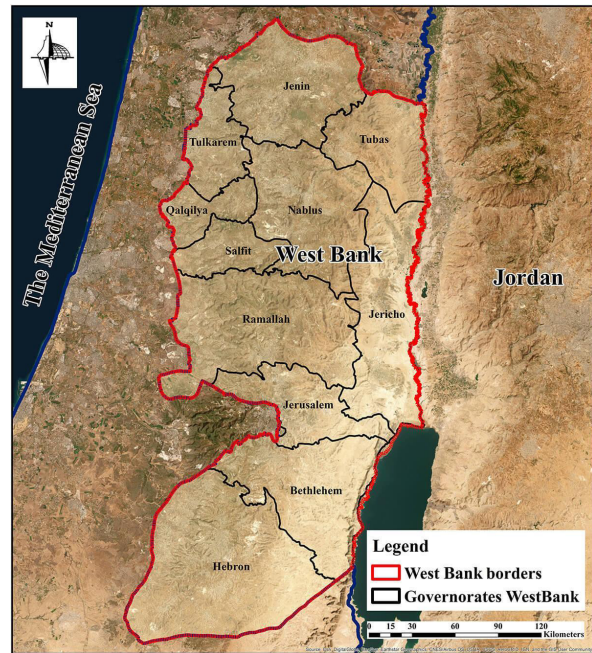 N
Jenin
The Mediterranean Sea
Tulkarem
Tubas
Qalqilya
Nablus
Salfit
West Bank
Jordan
Ramallah
Jericho
Jerusalem
Bethlehem
Hebron
Legend
West Bank borders
Governorates WestBank
0 15 30 60 90 120
Kilometers